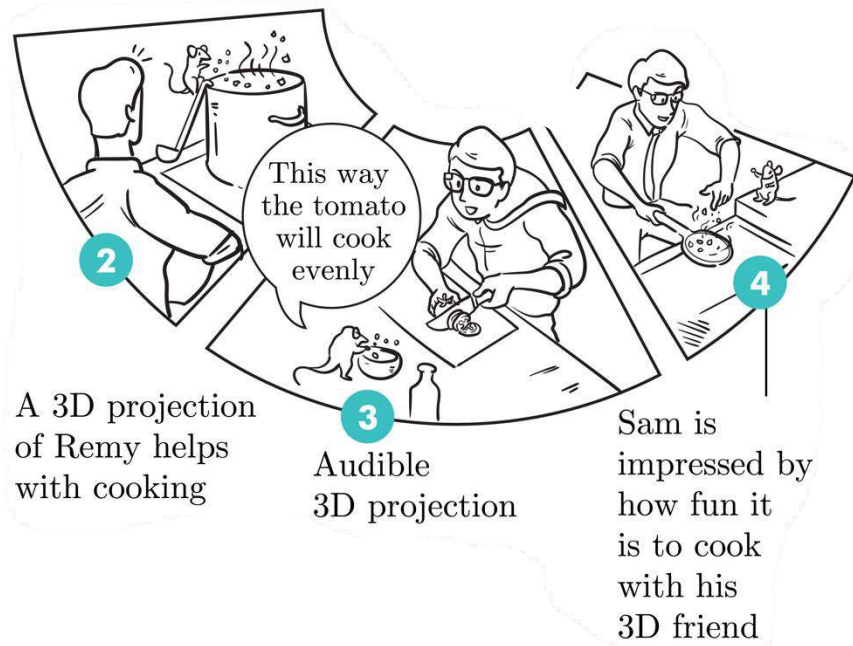 2
A 3D projection
of Remy helps
with cooking
This way
the tomato
will cook
evenly
3
Audible
3D projection
4
Sam is
impressed by
how fun it
is to cook
with his
3D friend